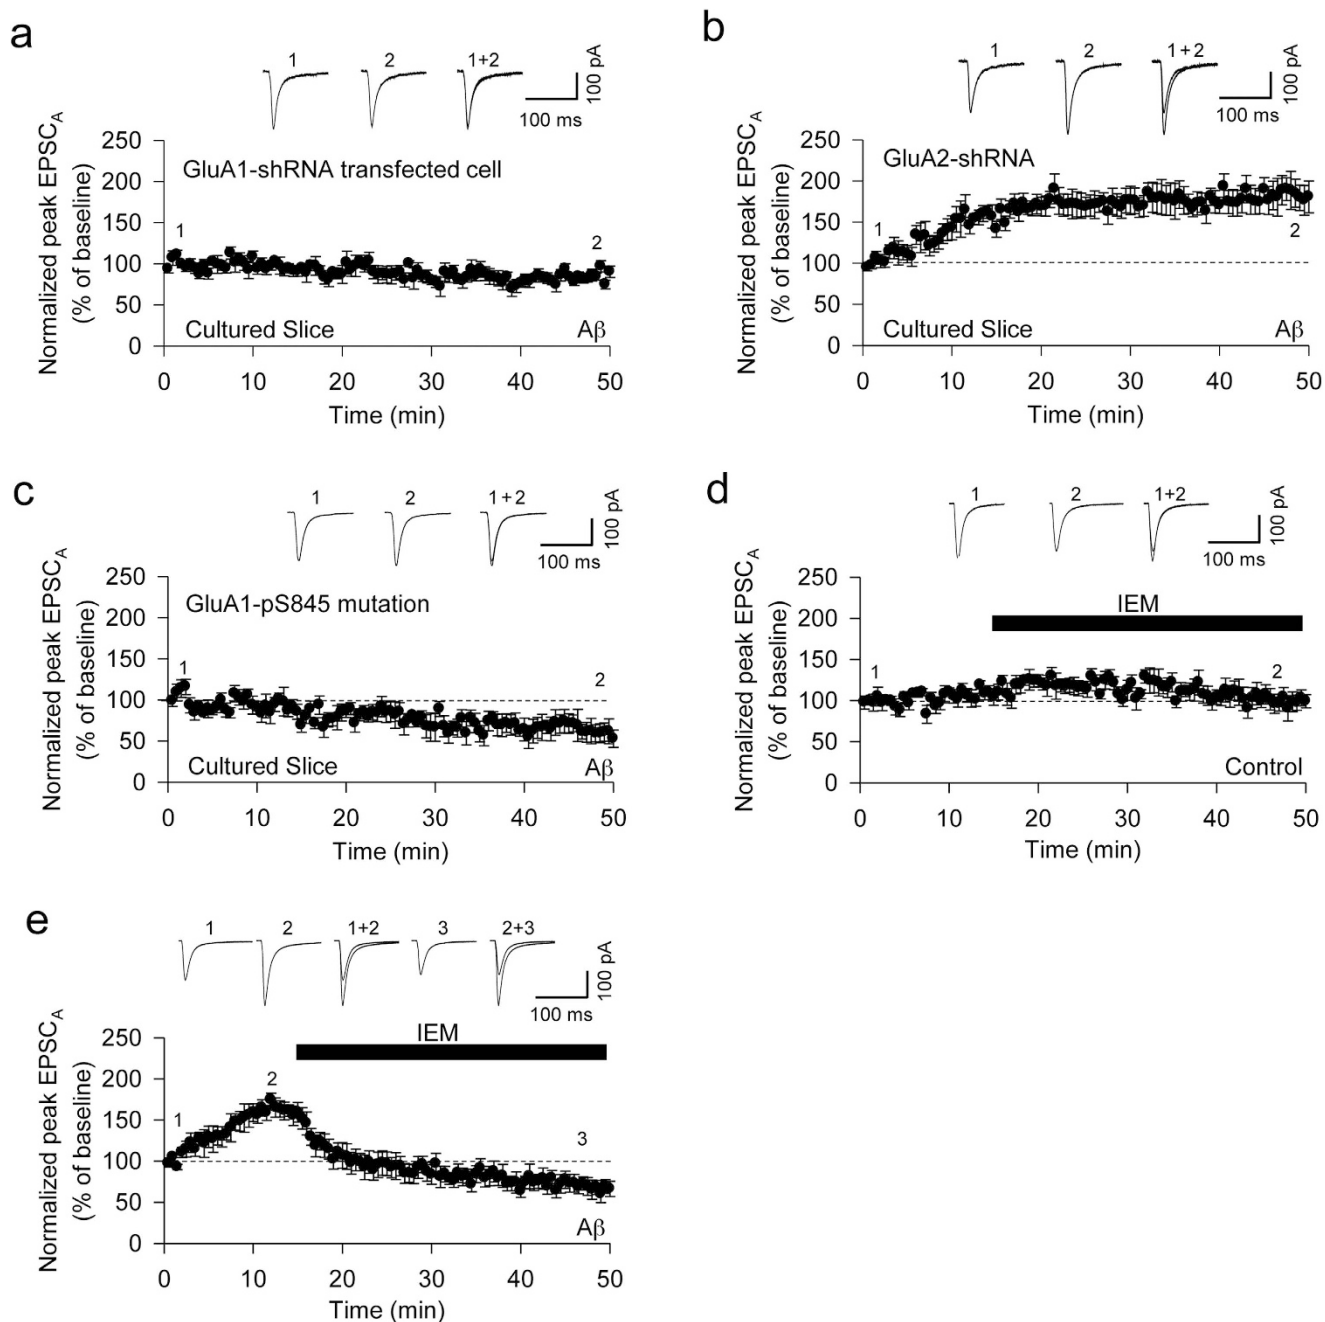 a
1 2 1+2
100 pA
100 ms
Normalized peak EPSC_A
(% of baseline)
250
200
150
100
50
0
GluA1-shRNA transfected cell
1
2
Cultured Slice Aβ
0 10 20 30 40 50
Time (min)
b
1 2 1+2
100 pA
100 ms
Normalized peak EPSC_A
(% of baseline)
250
200
150
100
50
0
GluA2-shRNA
1
2
Cultured Slice Aβ
0 10 20 30 40 50
Time (min)
c
1 2 1+2
100 pA
100 ms
Normalized peak EPSC_A
(% of baseline)
250
200
150
100
50
0
GluA1-pS845 mutation
1
2
Cultured Slice Aβ
0 10 20 30 40 50
Time (min)
d
1 2 1+2
100 pA
100 ms
Normalized peak EPSC_A
(% of baseline)
250
200
150
100
50
0
IEM
1
2
Control
0 10 20 30 40 50
Time (min)
e
1 2 1+2 3 2+3
100 pA
100 ms
Normalized peak EPSC_A
(% of baseline)
250
200
150
100
50
0
IEM
1
2
3
Aβ
0 10 20 30 40 50
Time (min)